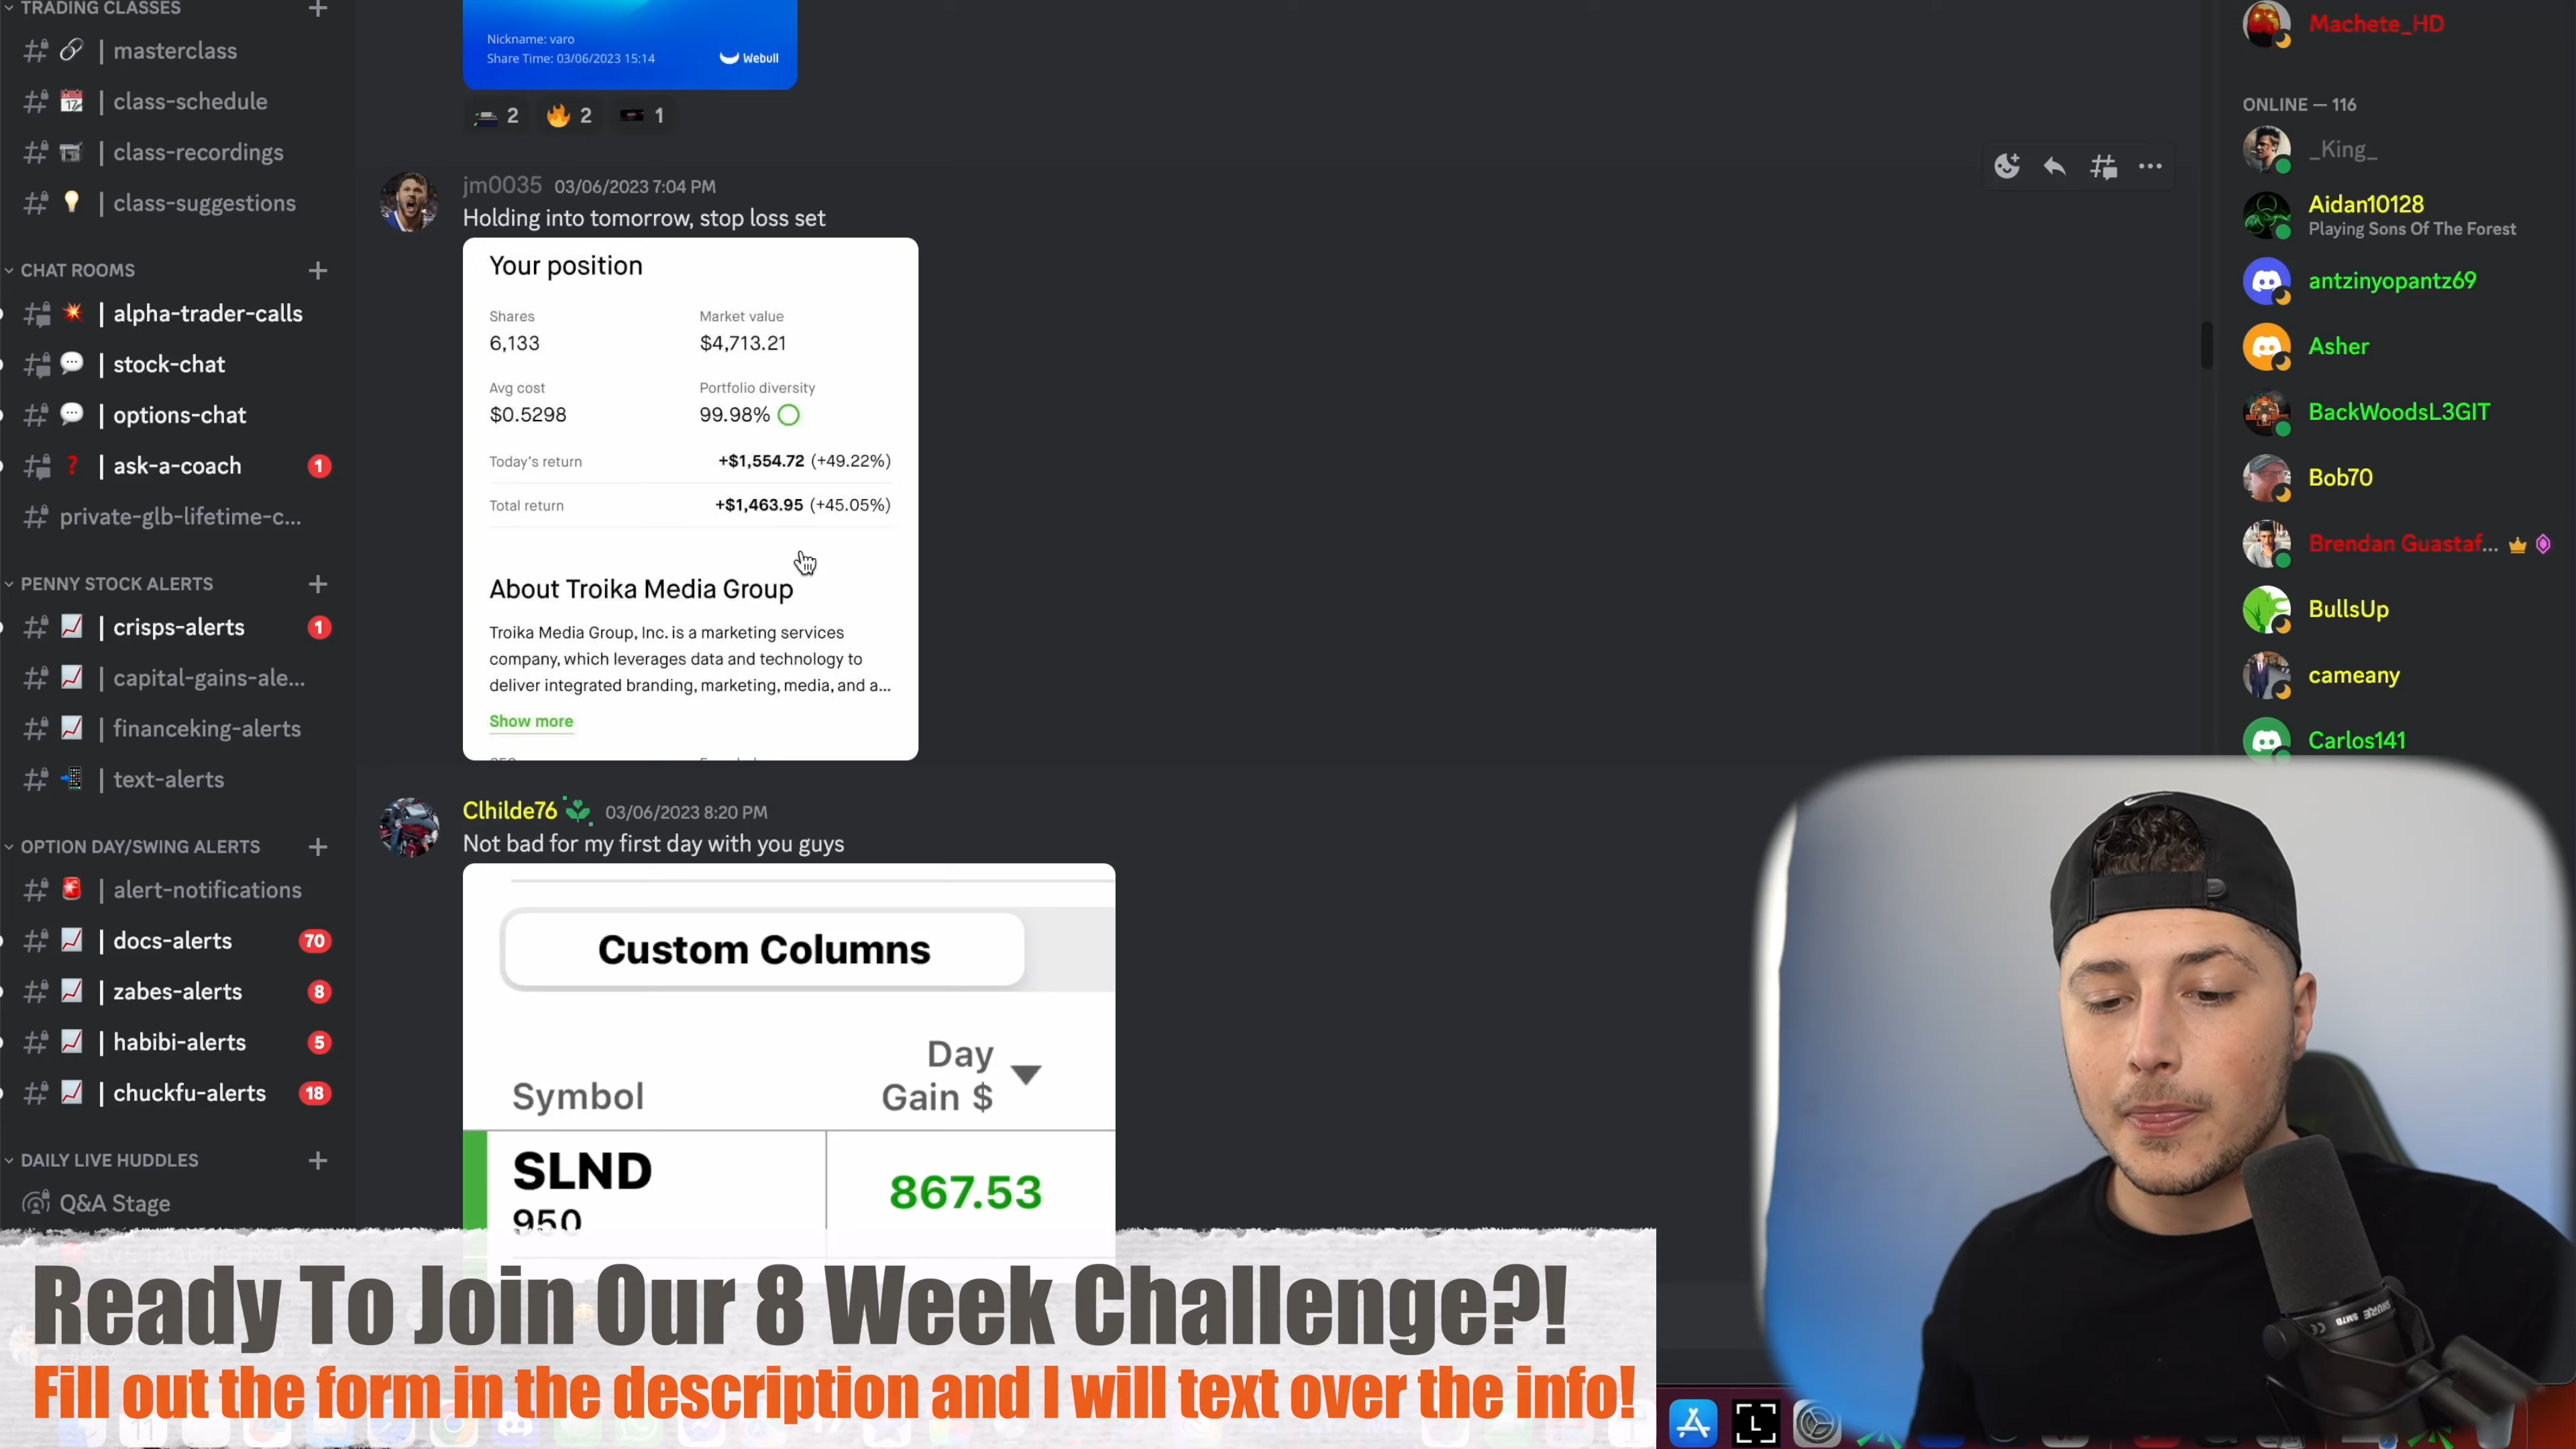 TRADING CLASSES
# | masterclass
# | class-schedule
# | class-recordings
# | class-suggestions
CHAT ROOMS
# | alpha-trader-calls
# | stock-chat
# | options-chat
# | ask-a-coach 1
# private-glb-lifetime-c...
PENNY STOCK ALERTS
# | crisps-alerts 1
# | capital-gains-ale...
# | financeking-alerts
# | text-alerts
OPTION DAY/SWING ALERTS
# | alert-notifications
# | docs-alerts 70
# | zabes-alerts 8
# | habibi-alerts 5
# | chuckfu-alerts 18
DAILY LIVE HUDDLES
Q&A Stage
Nickname: varo
Share Time: 03/06/2023 15:14
Webull
2 2 1
jm0035 03/06/2023 7:04 PM
Holding into tomorrow, stop loss set
Your position
Shares Market value
6,133 $4,713.21
Avg cost Portfolio diversity
$0.5298 99.98%
Today's return +$1,554.72 (+49.22%)
Total return +$1,463.95 (+45.05%)
About Troika Media Group
Troika Media Group, Inc. is a marketing services
company, which leverages data and technology to
deliver integrated branding, marketing, media, and a...
Show more
Clhilde76 03/06/2023 8:20 PM
Not bad for my first day with you guys
Custom Columns
Day
Symbol Gain $
SLND 867.53
950
Machete_HD
ONLINE — 116
_King_
Aidan10128
Playing Sons Of The Forest
antzinyopantz69
Asher
BackWoodsL3GIT
Bob70
Brendan Guastaf...
BullsUp
cameany
Carlos141
SHURE
SM7B
Ready To Join Our 8 Week Challenge?!
Fill out the form in the description and I will text over the info!